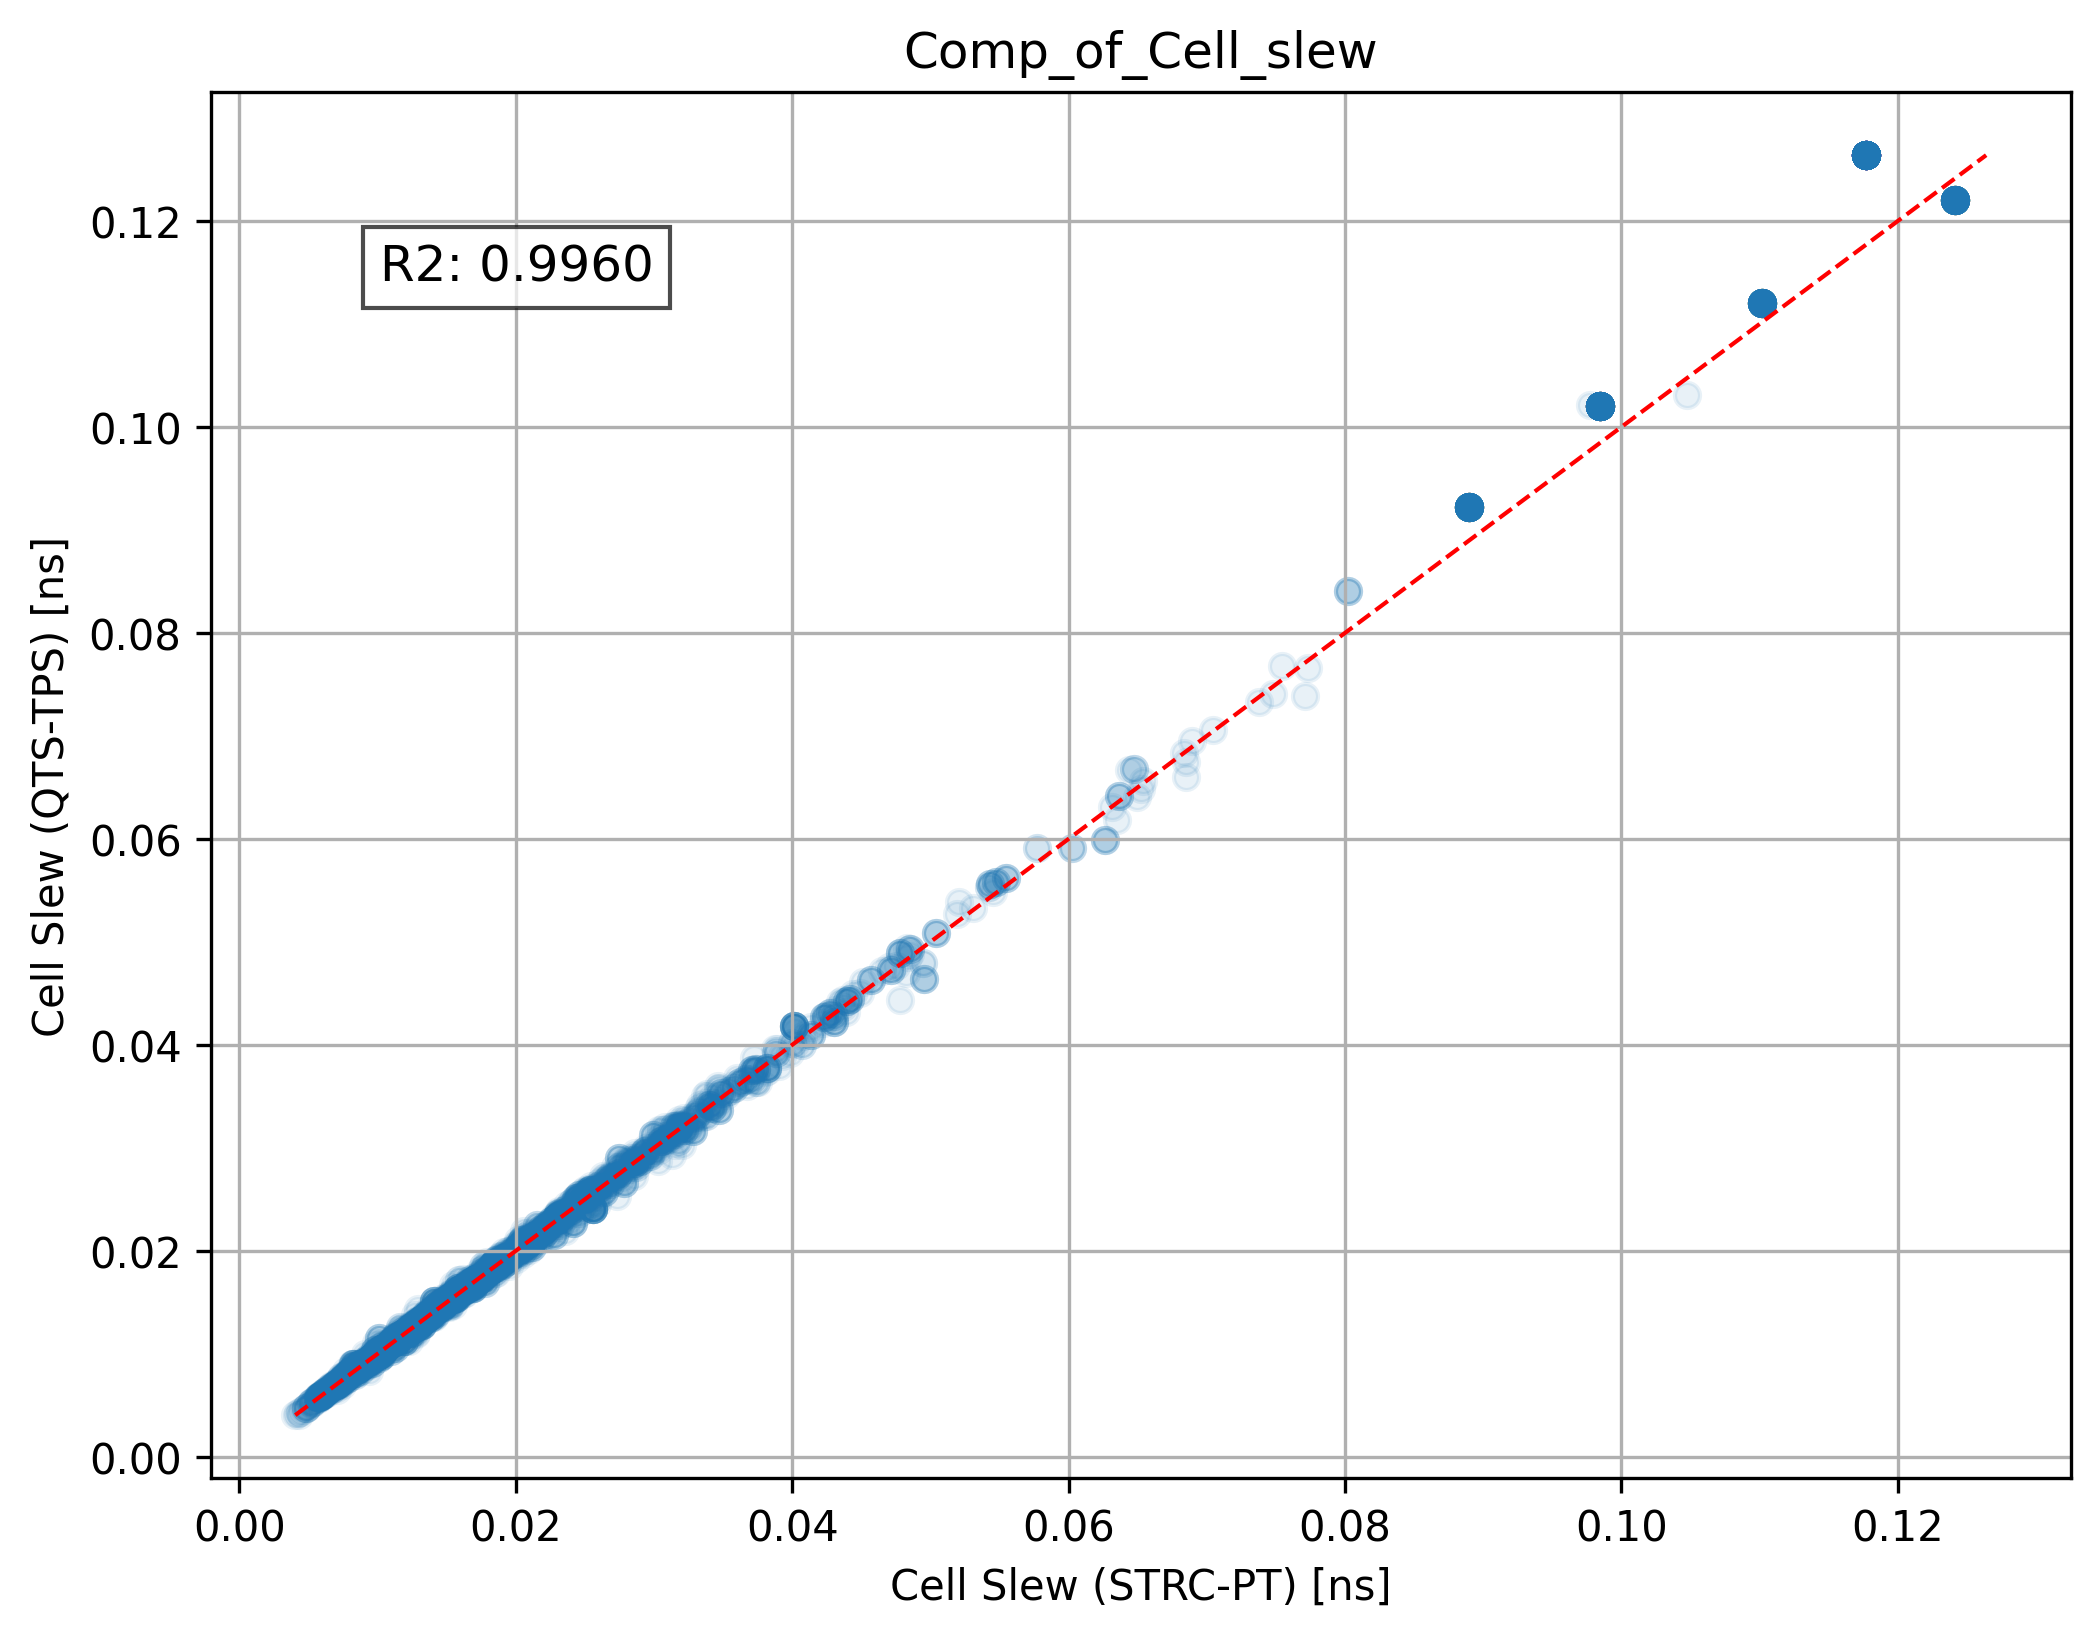 Comp_of_Cell_slew
R2: 0.9960
Cell Slew (QTS-TPS) [ns]
0.12
0.10
0.08
0.06
0.04
0.02
0.00
0.00 0.02 0.04 0.06 0.08 0.10 0.12
Cell Slew (STRC-PT) [ns]